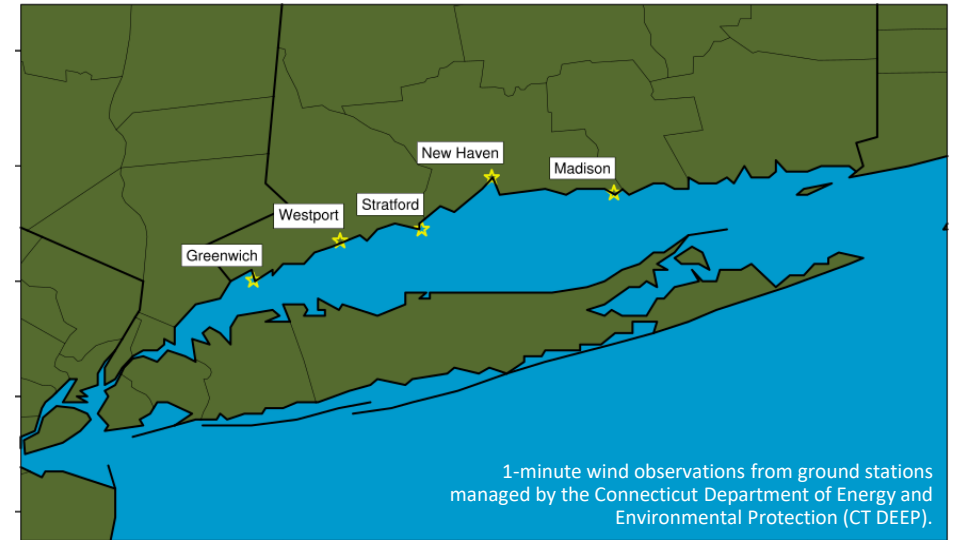 New Haven
Madison
Stratford
Westport
Greenwich
1-minute wind observations from ground stations
managed by the Connecticut Department of Energy and
Environmental Protection (CT DEEP).